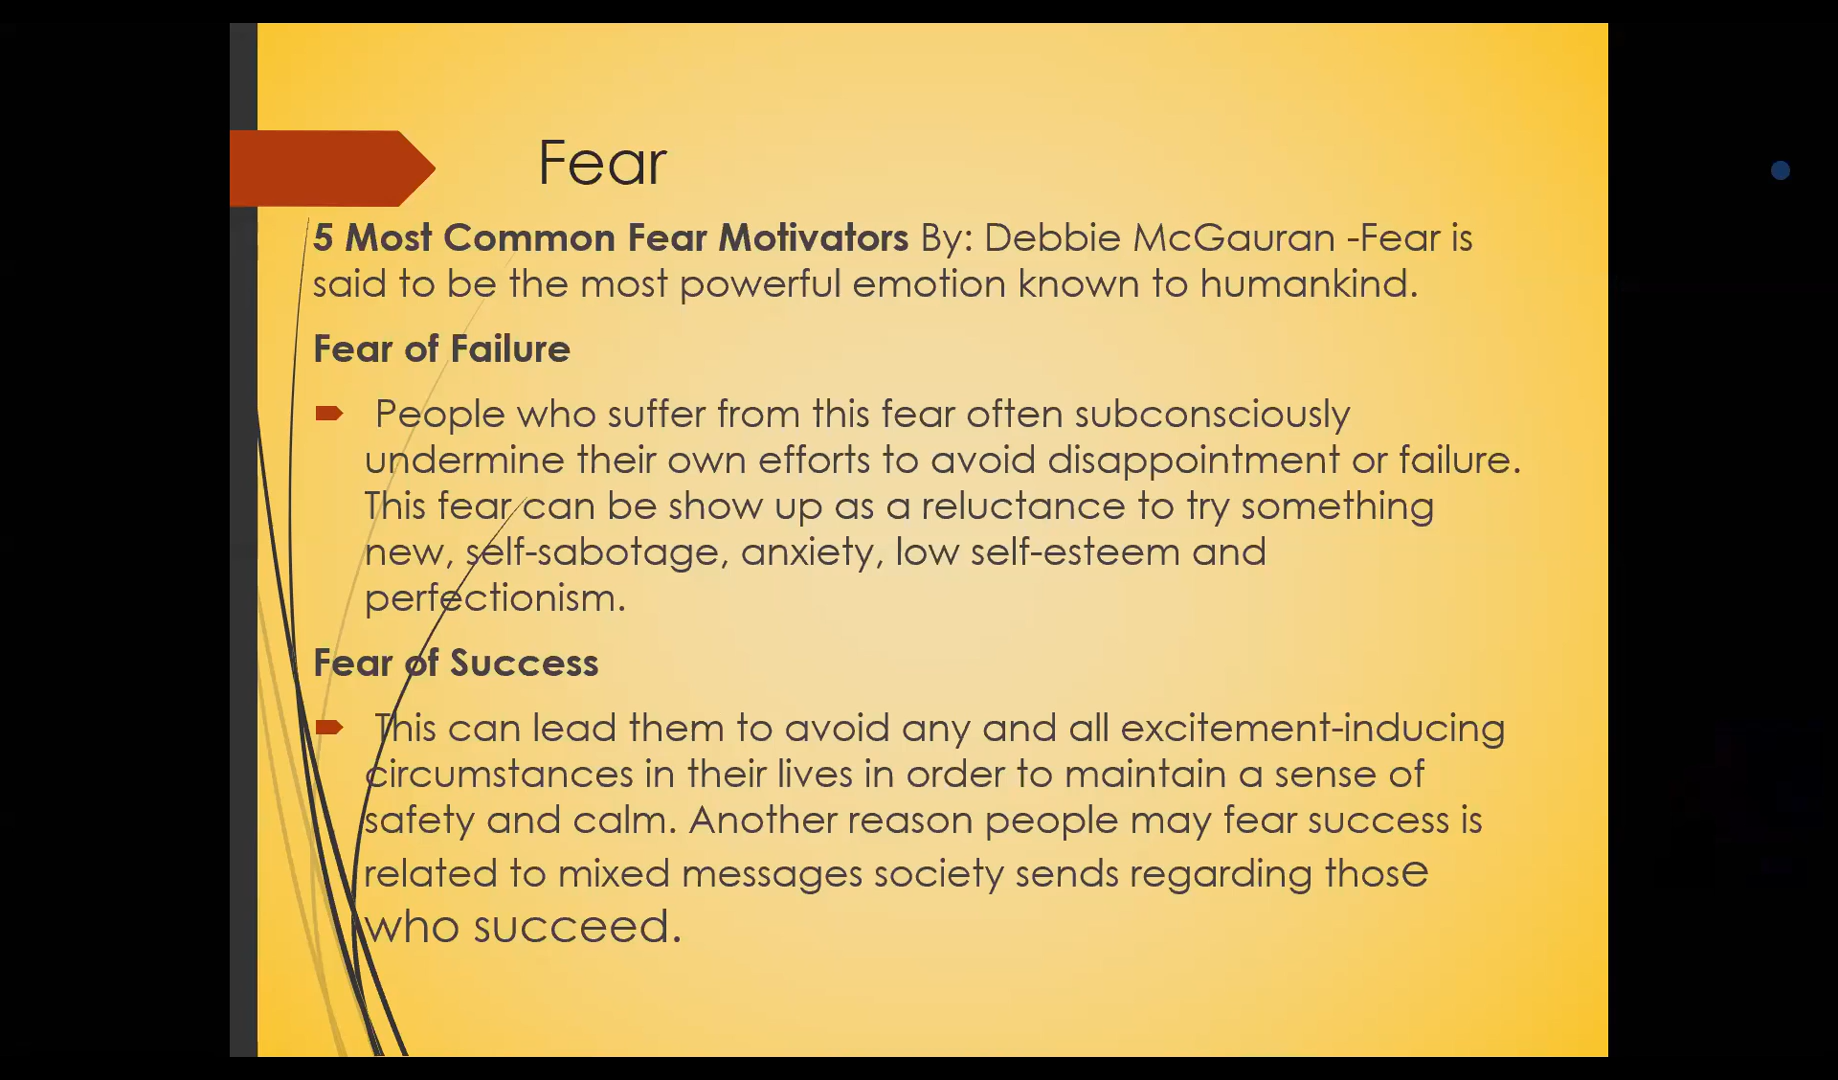 Fear
5 Most Common Fear Motivators By: Debbie McGauran -Fear is
said to be the most powerful emotion known to humankind.
Fear of Failure
People who suffer from this fear often subconsciously
undermine their own efforts to avoid disappointment or failure.
This fear can be show up as a reluctance to try something
new, self-sabotage, anxiety, low self-esteem and
perfectionism.
Fear of Success
This can lead them to avoid any and all excitement-inducing
circumstances in their lives in order to maintain a sense of
safety and calm. Another reason people may fear success is
related to mixed messages society sends regarding those
who succeed.